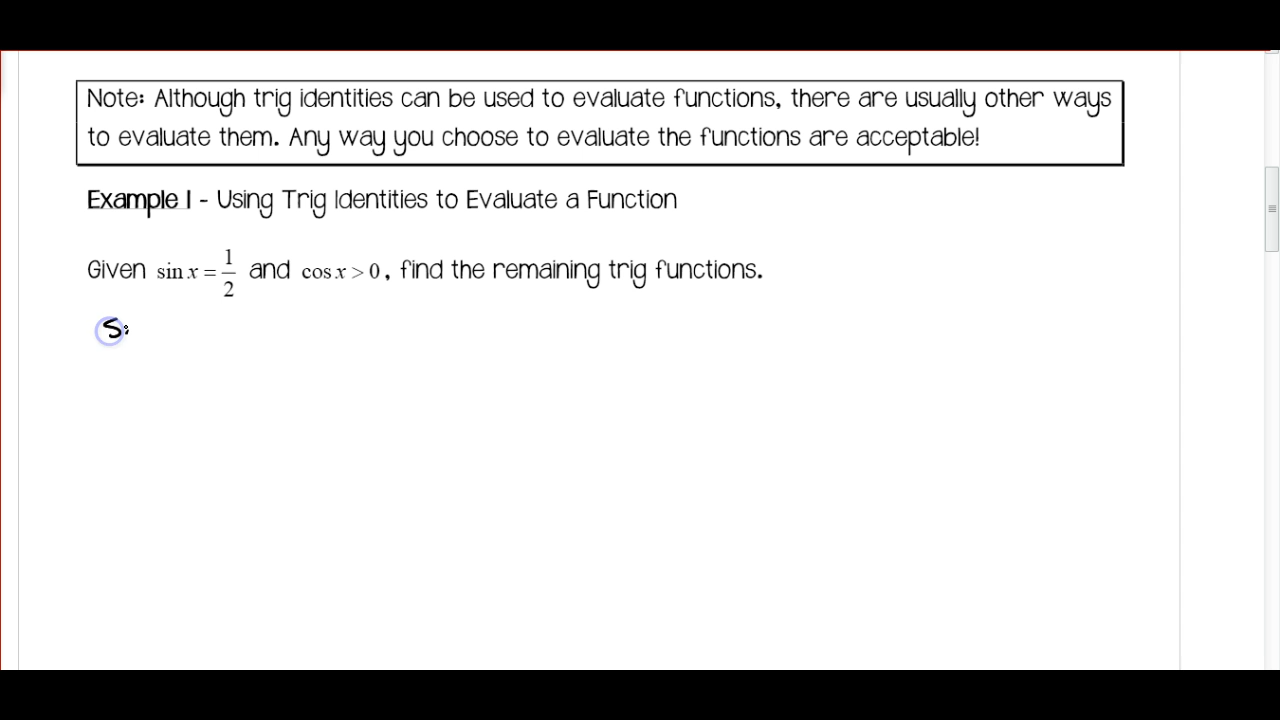 Note: Although trig identities can be used to evaluate functions, there are usually other ways
to evaluate them. Any way you choose to evaluate the functions are acceptable!
Example 1 - Using Trig Identities to Evaluate a Function
Given sin x = 1/2 and cos x > 0, find the remaining trig functions.
S